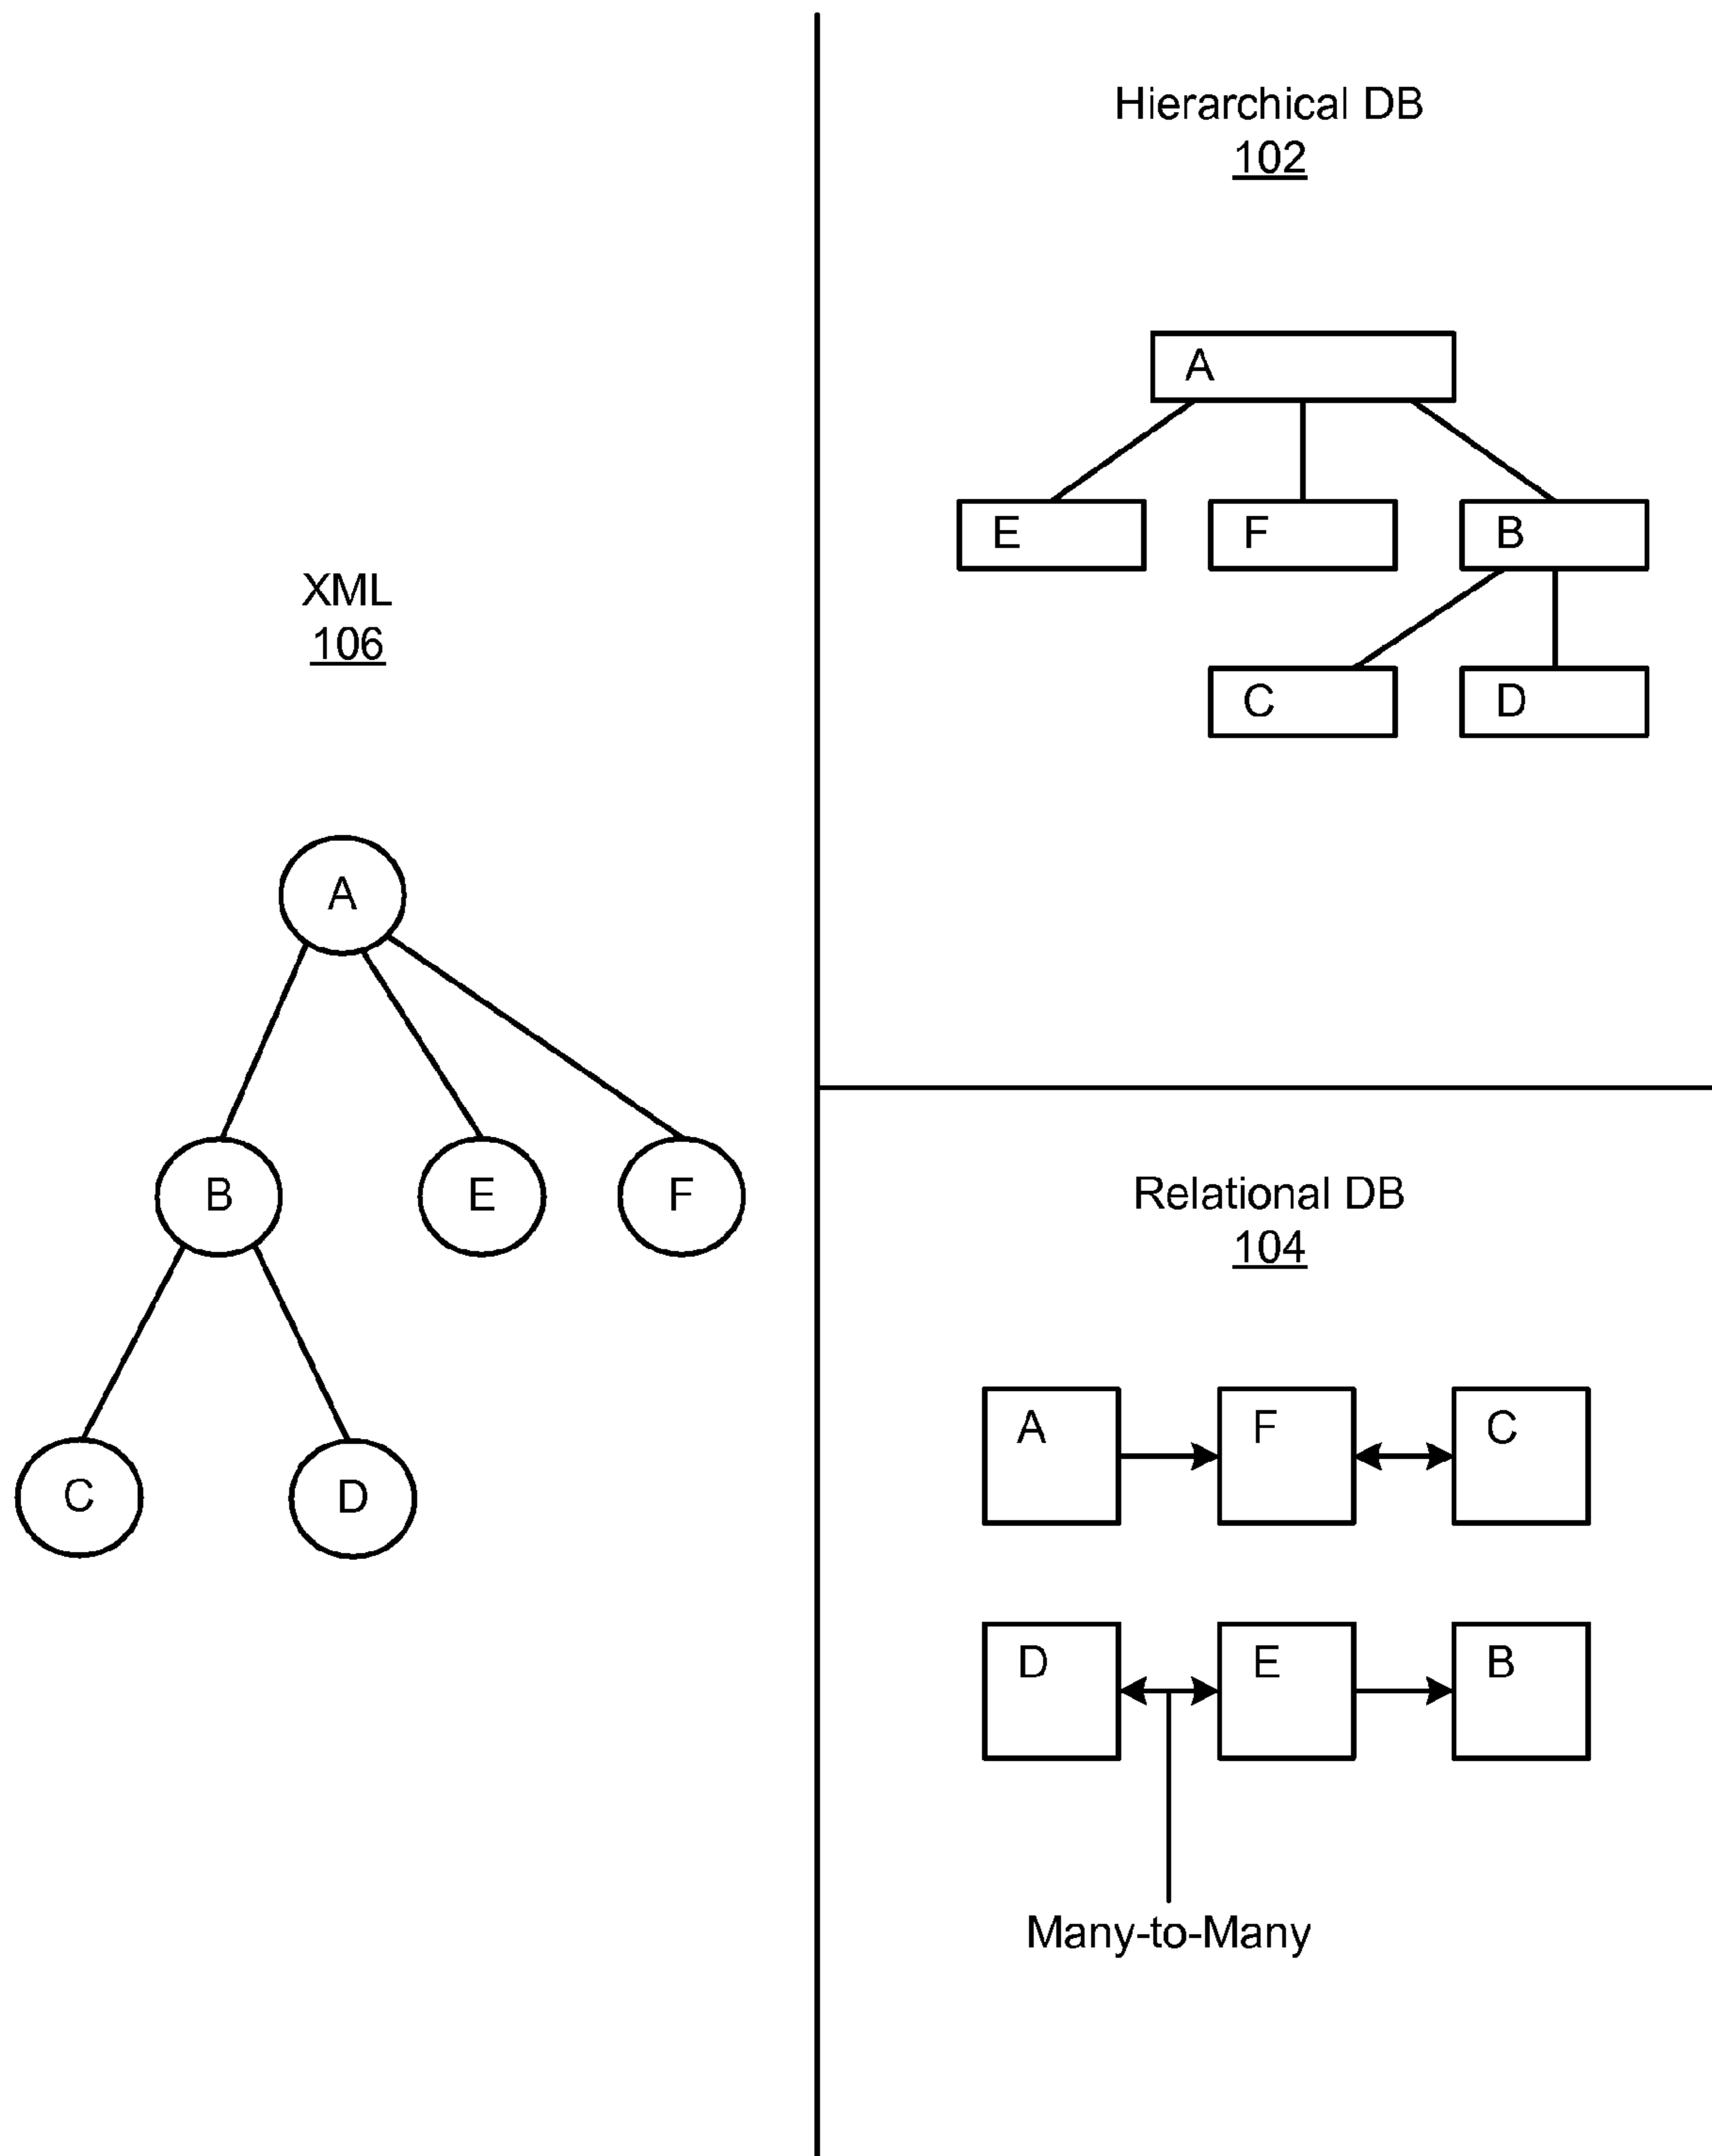 XML
106
A
B
E
F
C
D
Hierarchical DB
102
A
E
F
B
C
D
Relational DB
104
A
F
C
D
E
B
Many-to-Many